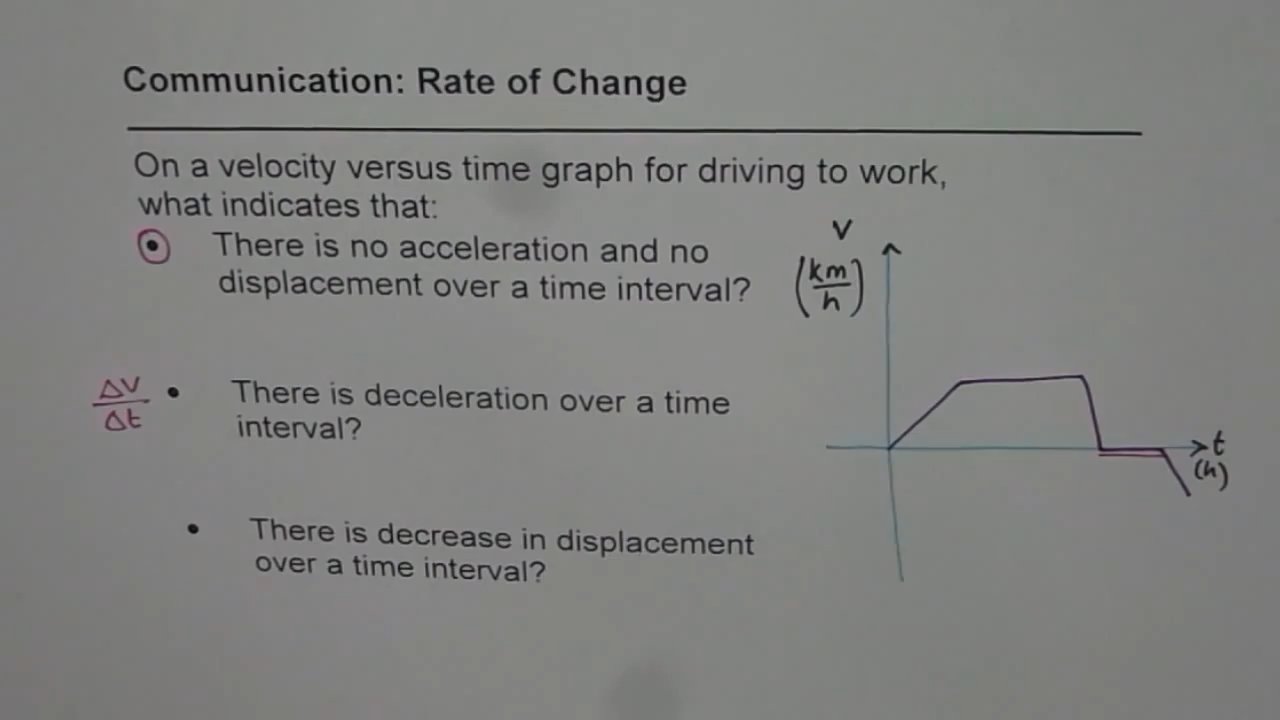 Communication: Rate of Change
On a velocity versus time graph for driving to work,
what indicates that:
• There is no acceleration and no
displacement over a time interval?
ΔV
Δt
• There is deceleration over a time
interval?
• There is decrease in displacement
over a time interval?
V
(km/h)
t
(h)